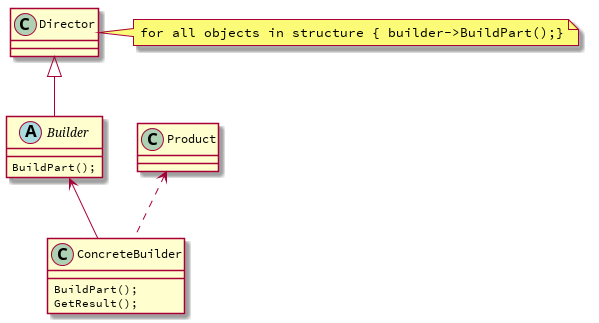 C Director
for all objects in structure { builder->BuildPart();}
A Builder
BuildPart();
C Product
C ConcreteBuilder
BuildPart();
GetResult();